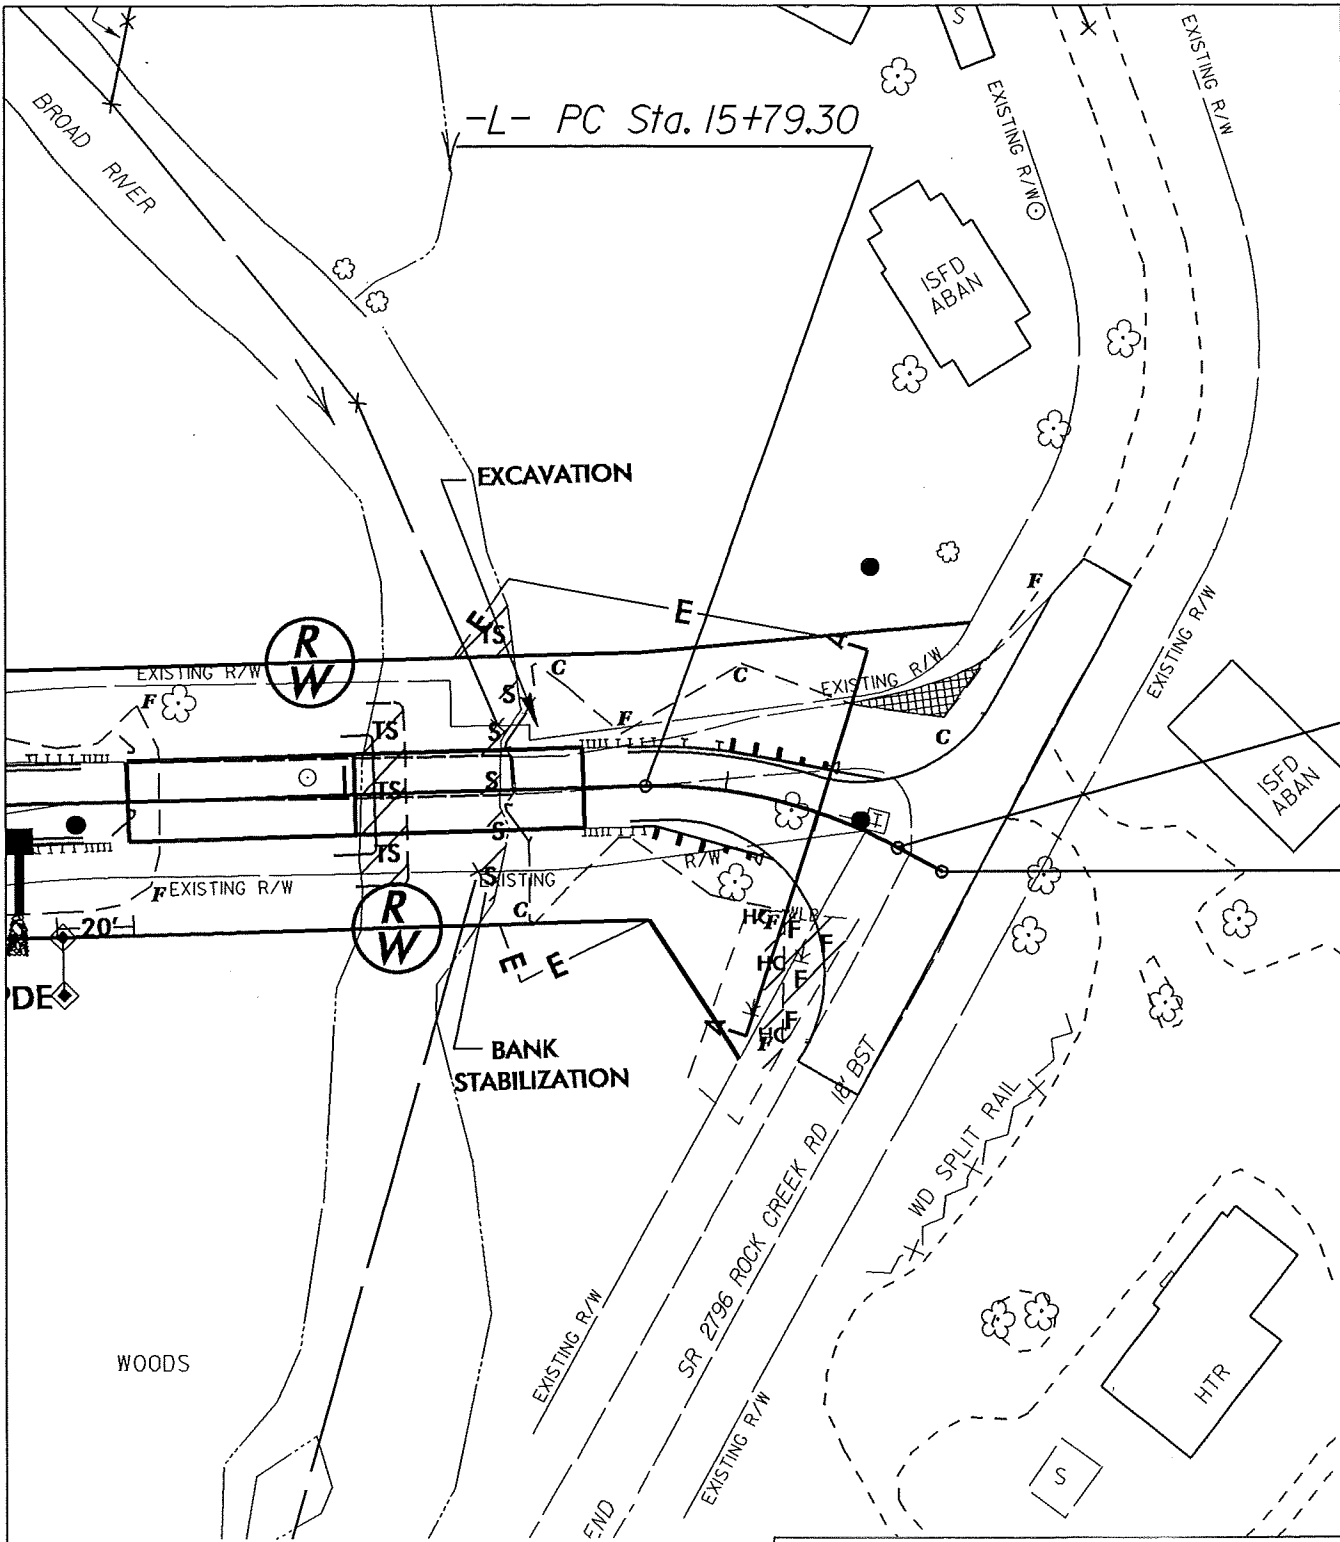 S
EXISTING R/W
EXISTING R/W
BROAD RIVER
-L- PC Sta. 15+79.30
ISFD
ABAN
EXCAVATION
F
E
E
TS
R
W
EXISTING R/W
C
C
EXISTING R/W
EXISTING R/W
F
S
F
C
TS
S
ISFD
ABAN
TS
S
T
S
TS
R/W
F
EXISTING R/W
S
EXISTING
C
R
W
20'
HC
F
WLB
F
F
E
E
HC
F
PDE
F
HC
F
BANK
STABILIZATION
18' BST
L
WD SPLIT RAIL
SR 2796 ROCK CREEK RD
EXISTING R/W
WOODS
HTR
EXISTING R/W
S
END